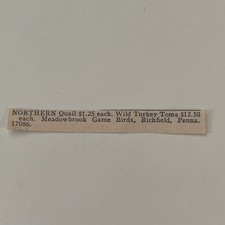 NORTHERN Quail $1.25 each. Wild Turkey Toms $12.50
each. Meadowbrook Game Birds, Richfield, Penna.
17086.